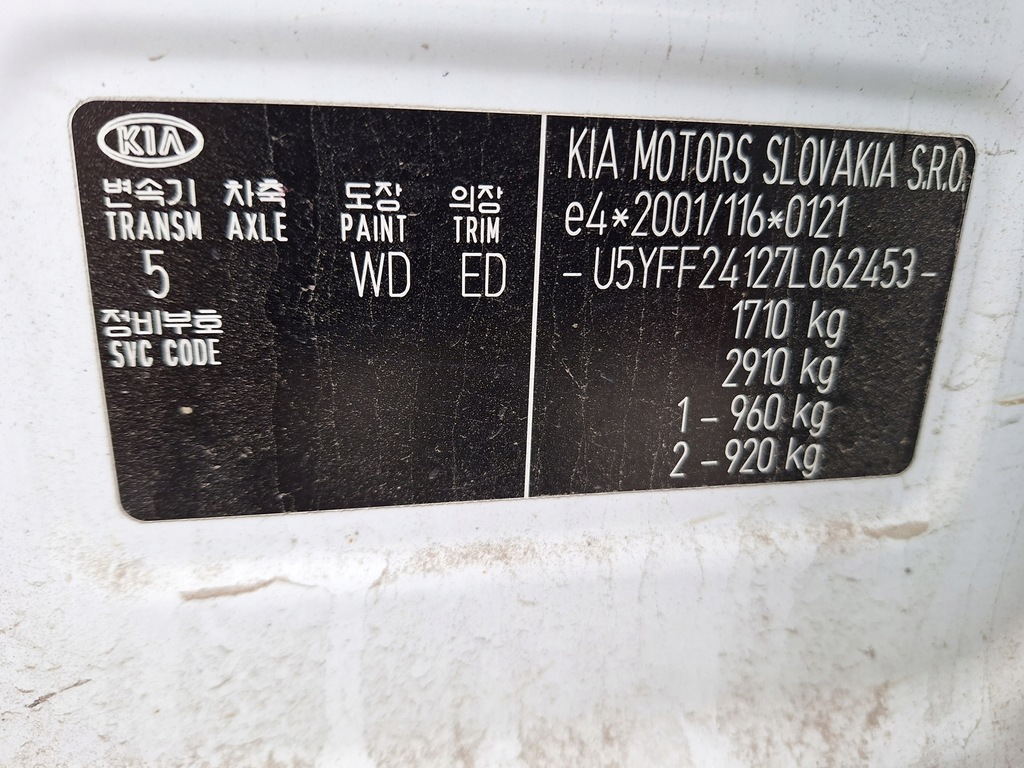 KIA
변속기 차축 도장 의장
TRANSM AXLE PAINT TRIM
5 WD ED
정비부호
SVC CODE
KIA MOTORS SLOVAKIA S.R.O.
e4*2001/116*0121
- U5YFF24127L062453 -
1710 kg
2910 kg
1 - 960 kg
2 - 920 kg